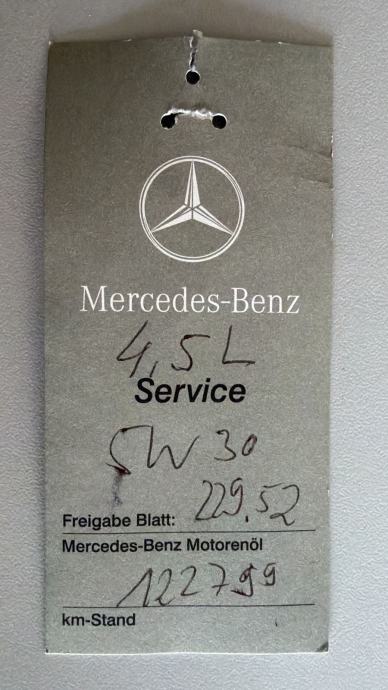 Mercedes-Benz
4,5 L
Service
5W 30
Freigabe Blatt: 229.52
Mercedes-Benz Motorenöl
122799
km-Stand